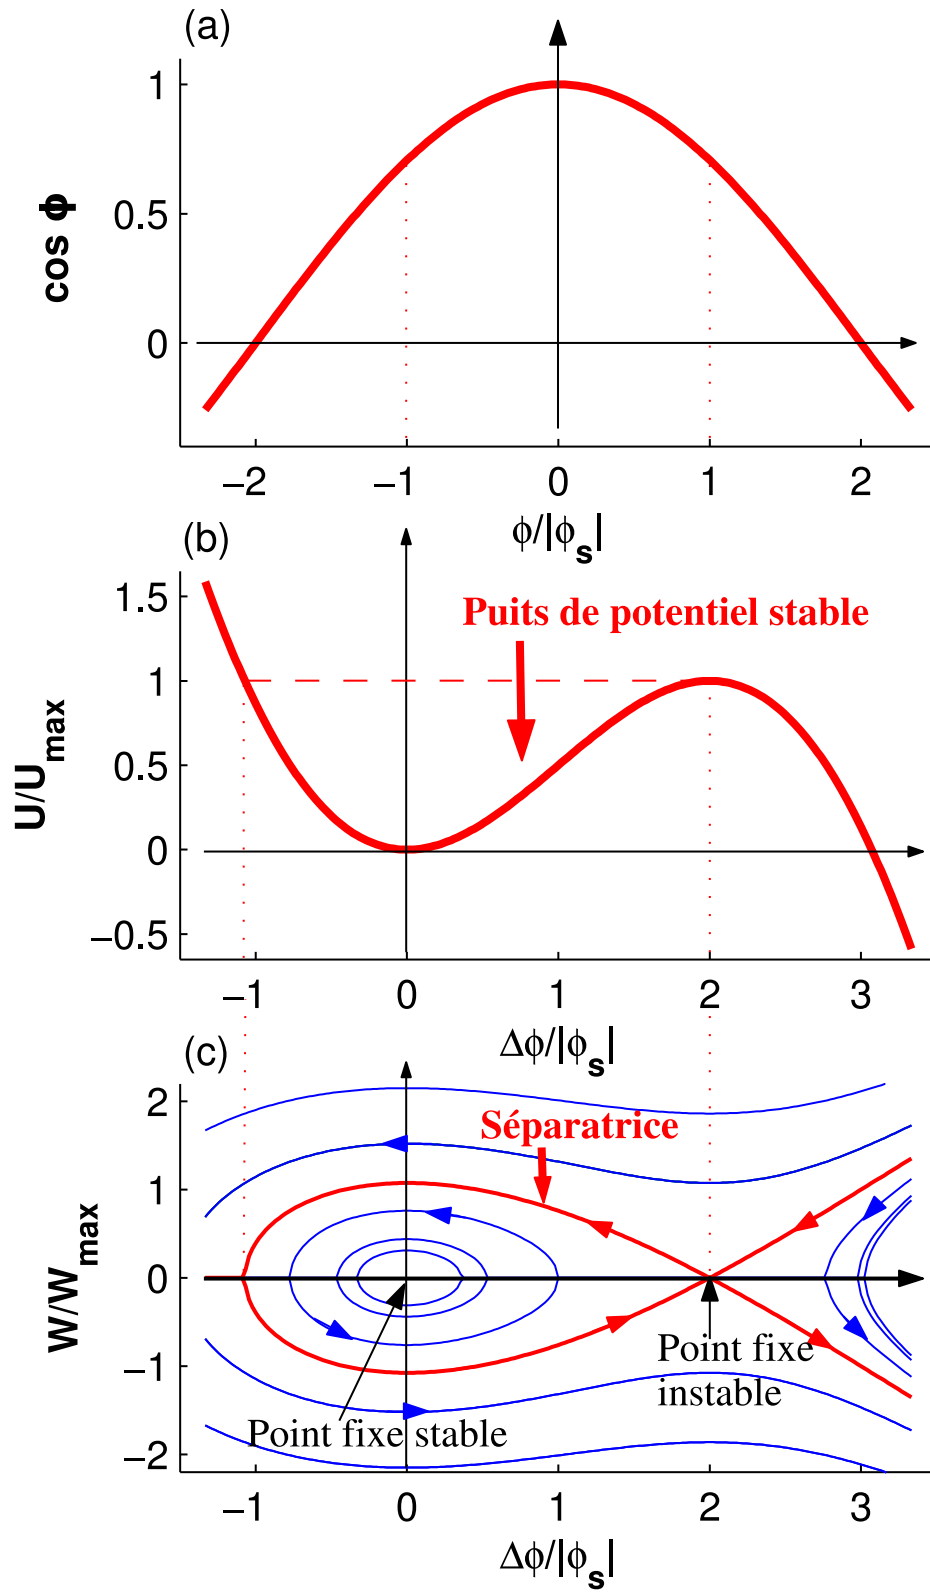 (a)
cos ϕ
1
0.5
0
−2 −1 0 1 2
ϕ/|ϕs|
(b)
Puits de potentiel stable
U/Umax
1.5
1
0.5
0
−0.5
−1 0 1 2 3
Δϕ/|ϕs|
(c)
Séparatrice
W/Wmax
2
1
0
−1
−2
Point fixe
instable
Point fixe stable
−1 0 1 2 3
Δϕ/|ϕs|